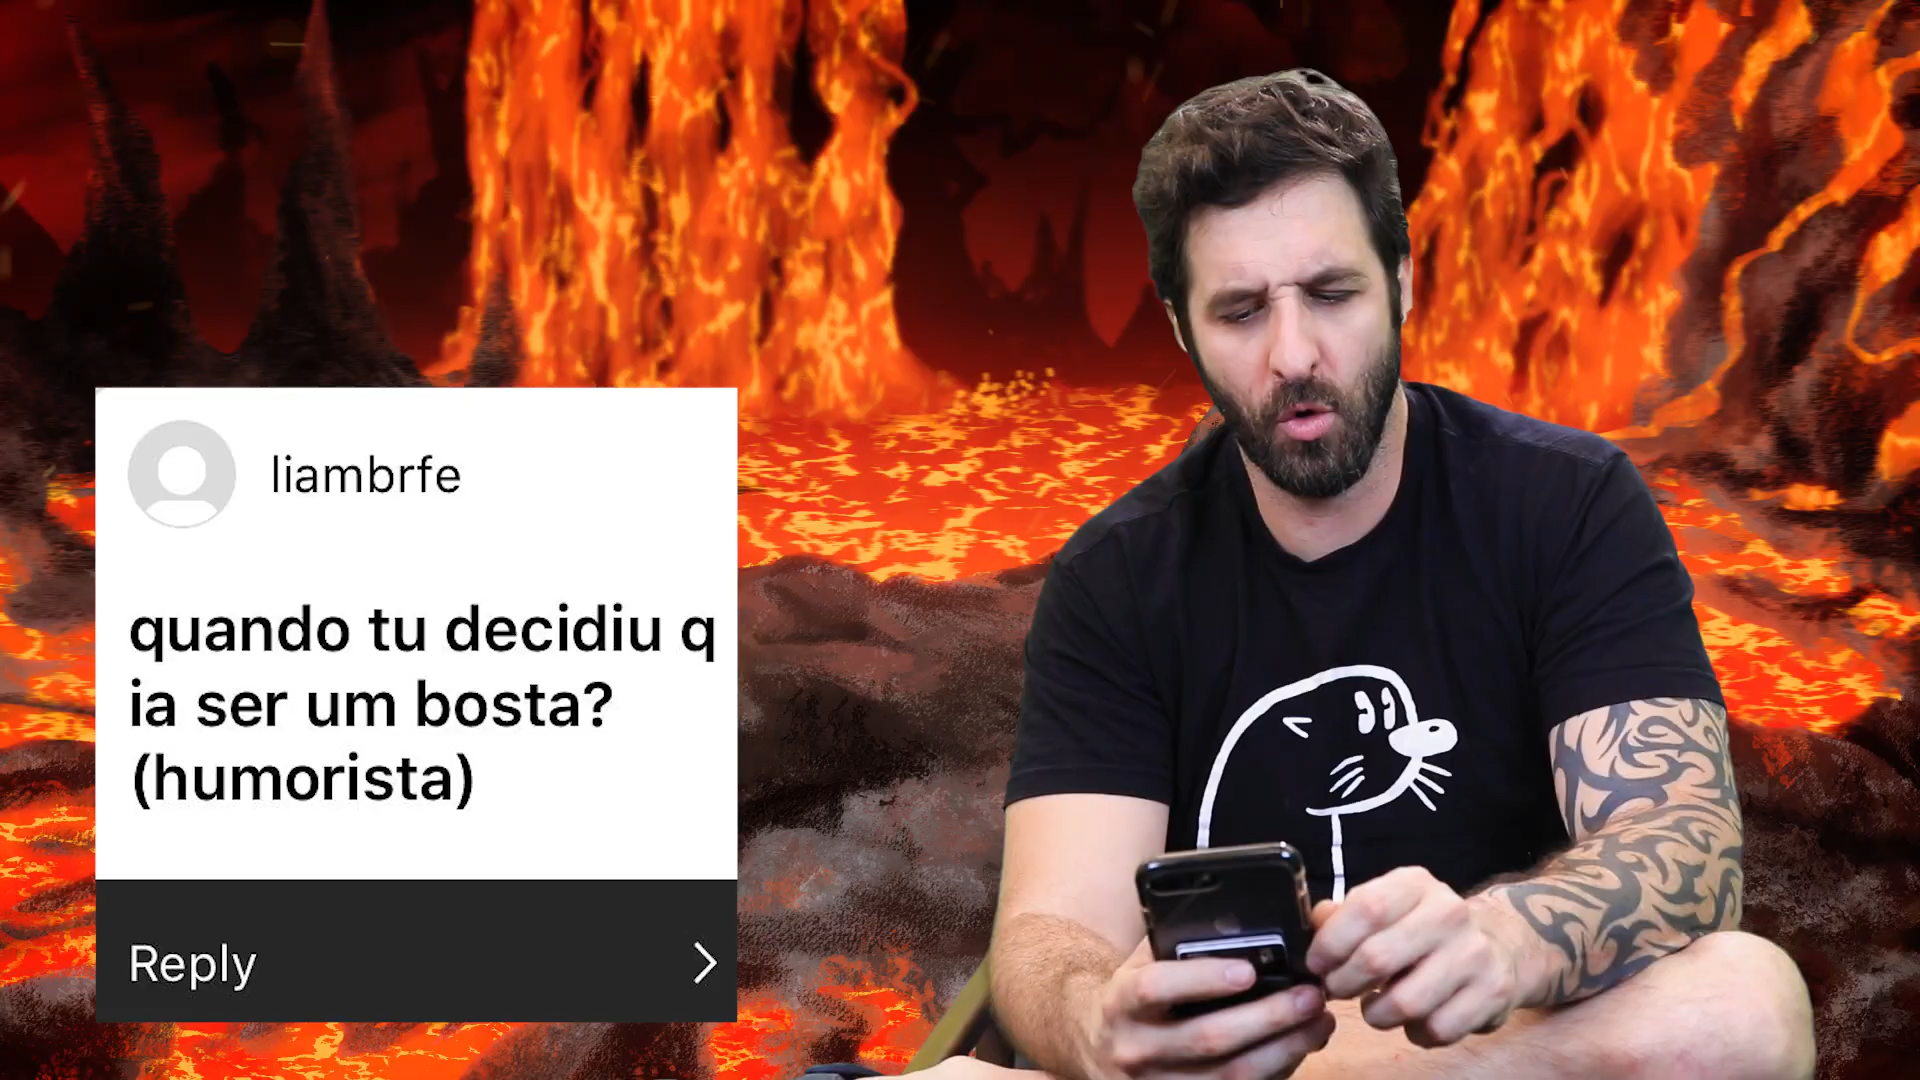 liambrfe
quando tu decidiu q
ia ser um bosta?
(humorista)
Reply